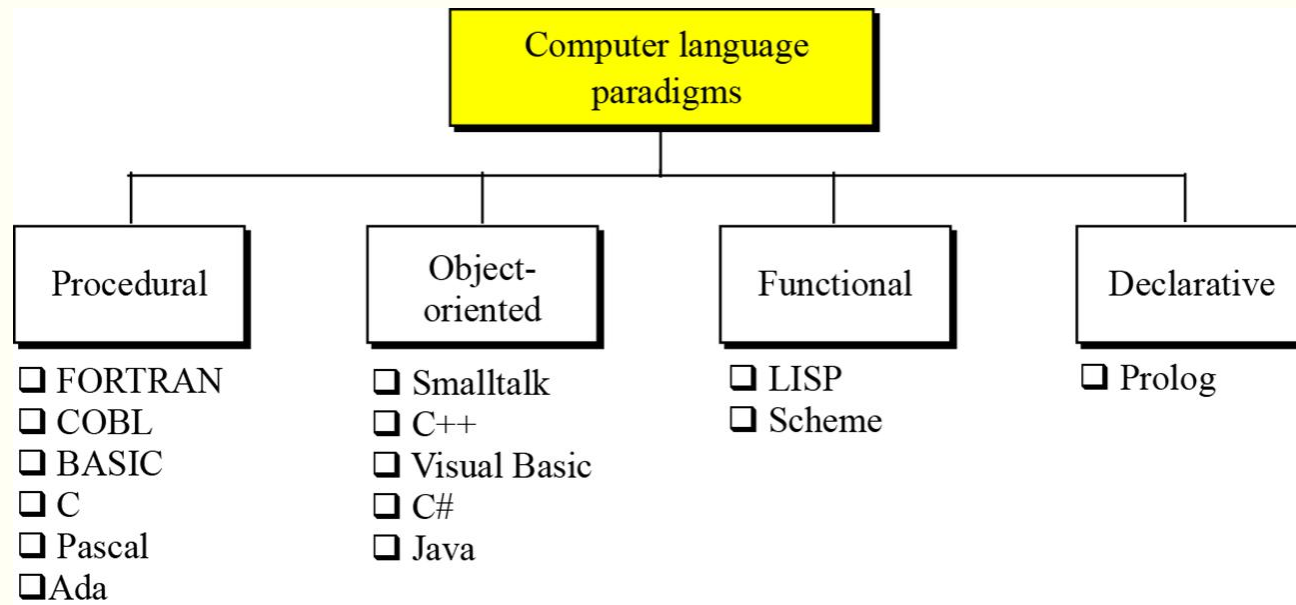 Computer language
paradigms
Procedural
Object-
oriented
Functional
Declarative
❑ FORTRAN
❑ COBL
❑ BASIC
❑ C
❑ Pascal
❑Ada
❑ Smalltalk
❑ C++
❑ Visual Basic
❑ C#
❑ Java
❑ LISP
❑ Scheme
❑ Prolog